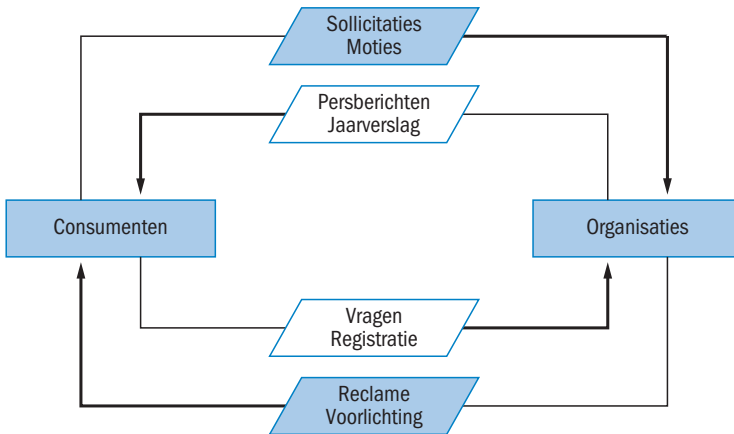 Sollicitaties
Moties
Persberichten
Jaarverslag
Consumenten
Organisaties
Vragen
Registratie
Reclame
Voorlichting